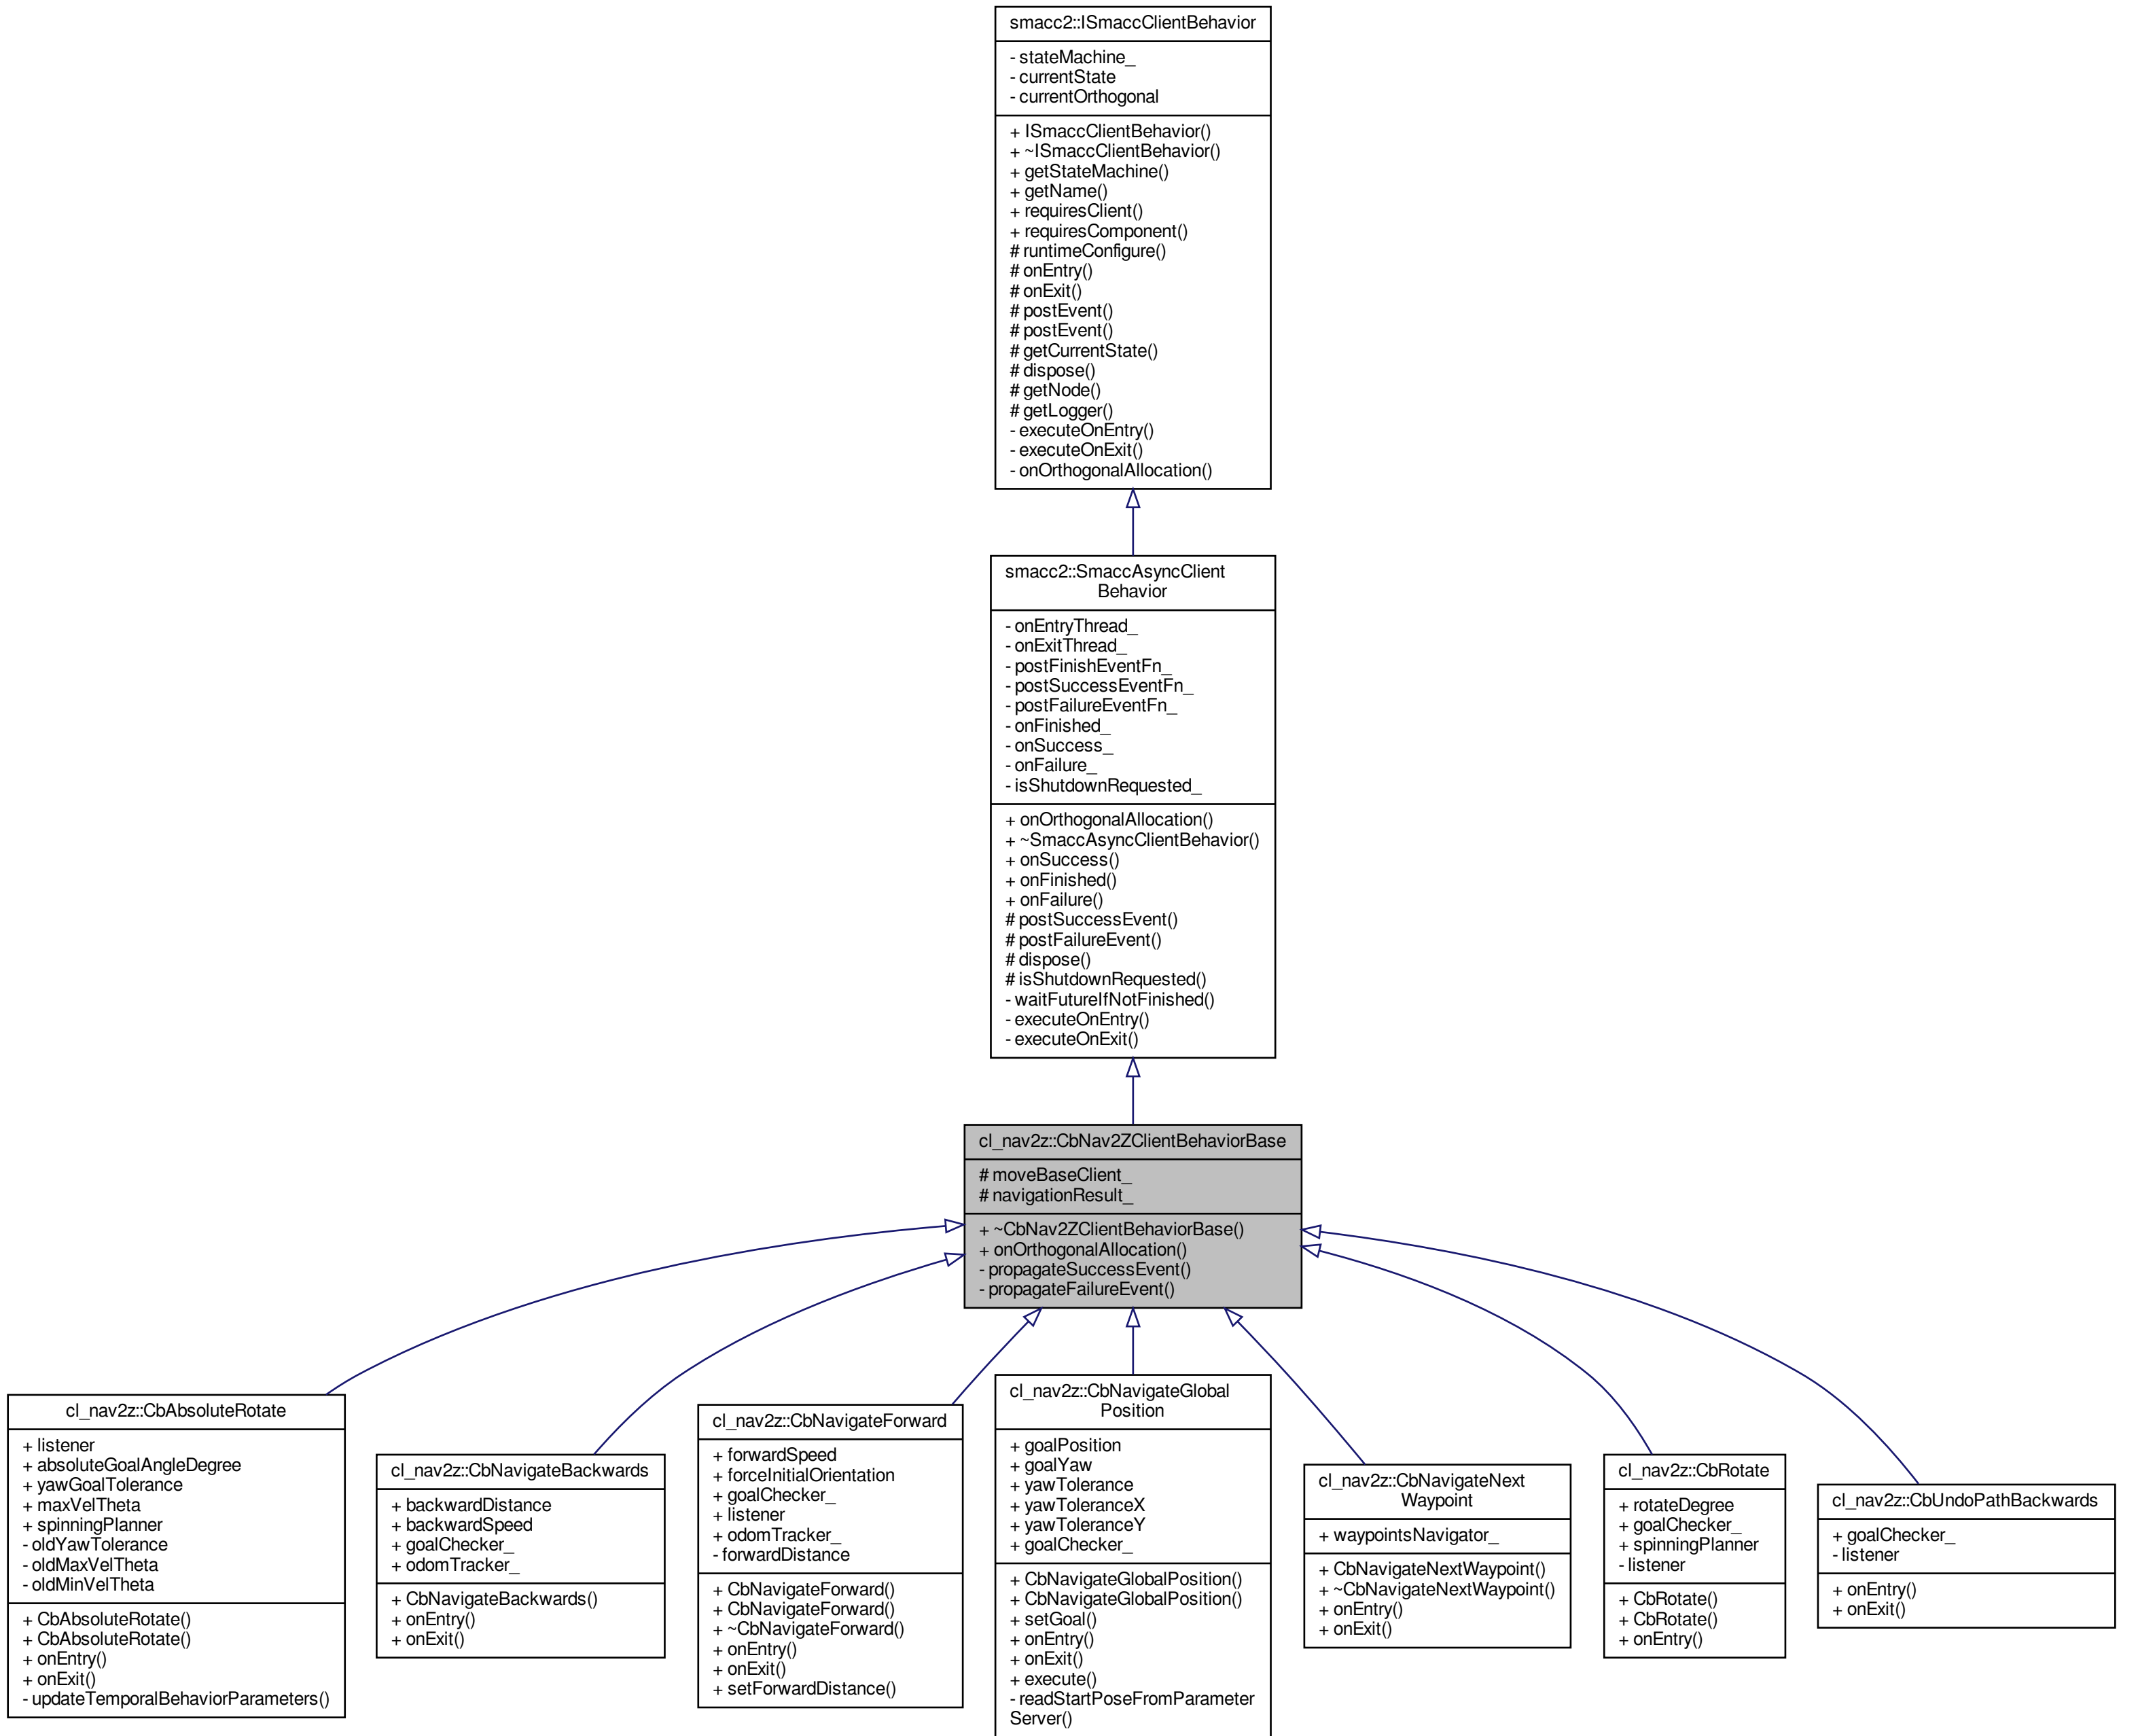 smacc2::ISmaccClientBehavior
- stateMachine_
- currentState
- currentOrthogonal
+ ISmaccClientBehavior()
+ ~ISmaccClientBehavior()
+ getStateMachine()
+ getName()
+ requiresClient()
+ requiresComponent()
# runtimeConfigure()
# onEntry()
# onExit()
# postEvent()
# postEvent()
# getCurrentState()
# dispose()
# getNode()
# getLogger()
- executeOnEntry()
- executeOnExit()
- onOrthogonalAllocation()
smacc2::SmaccAsyncClient
Behavior
- onEntryThread_
- onExitThread_
- postFinishEventFn_
- postSuccessEventFn_
- postFailureEventFn_
- onFinished_
- onSuccess_
- onFailure_
- isShutdownRequested_
+ onOrthogonalAllocation()
+ ~SmaccAsyncClientBehavior()
+ onSuccess()
+ onFinished()
+ onFailure()
# postSuccessEvent()
# postFailureEvent()
# dispose()
# isShutdownRequested()
- waitFutureIfNotFinished()
- executeOnEntry()
- executeOnExit()
cl_nav2z::CbNav2ZClientBehaviorBase
# moveBaseClient_
# navigationResult_
+ ~CbNav2ZClientBehaviorBase()
+ onOrthogonalAllocation()
- propagateSuccessEvent()
- propagateFailureEvent()
cl_nav2z::CbAbsoluteRotate
+ listener
+ absoluteGoalAngleDegree
+ yawGoalTolerance
+ maxVelTheta
+ spinningPlanner
- oldYawTolerance
- oldMaxVelTheta
- oldMinVelTheta
+ CbAbsoluteRotate()
+ CbAbsoluteRotate()
+ onEntry()
+ onExit()
- updateTemporalBehaviorParameters()
cl_nav2z::CbNavigateBackwards
+ backwardDistance
+ backwardSpeed
+ goalChecker_
+ odomTracker_
+ CbNavigateBackwards()
+ onEntry()
+ onExit()
cl_nav2z::CbNavigateForward
+ forwardSpeed
+ forceInitialOrientation
+ goalChecker_
+ listener
+ odomTracker_
- forwardDistance
+ CbNavigateForward()
+ CbNavigateForward()
+ ~CbNavigateForward()
+ onEntry()
+ onExit()
+ setForwardDistance()
cl_nav2z::CbNavigateGlobal
Position
+ goalPosition
+ goalYaw
+ yawTolerance
+ yawToleranceX
+ yawToleranceY
+ goalChecker_
+ CbNavigateGlobalPosition()
+ CbNavigateGlobalPosition()
+ setGoal()
+ onEntry()
+ onExit()
+ execute()
- readStartPoseFromParameter
Server()
cl_nav2z::CbNavigateNext
Waypoint
+ waypointsNavigator_
+ CbNavigateNextWaypoint()
+ ~CbNavigateNextWaypoint()
+ onEntry()
+ onExit()
cl_nav2z::CbRotate
+ rotateDegree
+ goalChecker_
+ spinningPlanner
- listener
+ CbRotate()
+ CbRotate()
+ onEntry()
cl_nav2z::CbUndoPathBackwards
+ goalChecker_
- listener
+ onEntry()
+ onExit()